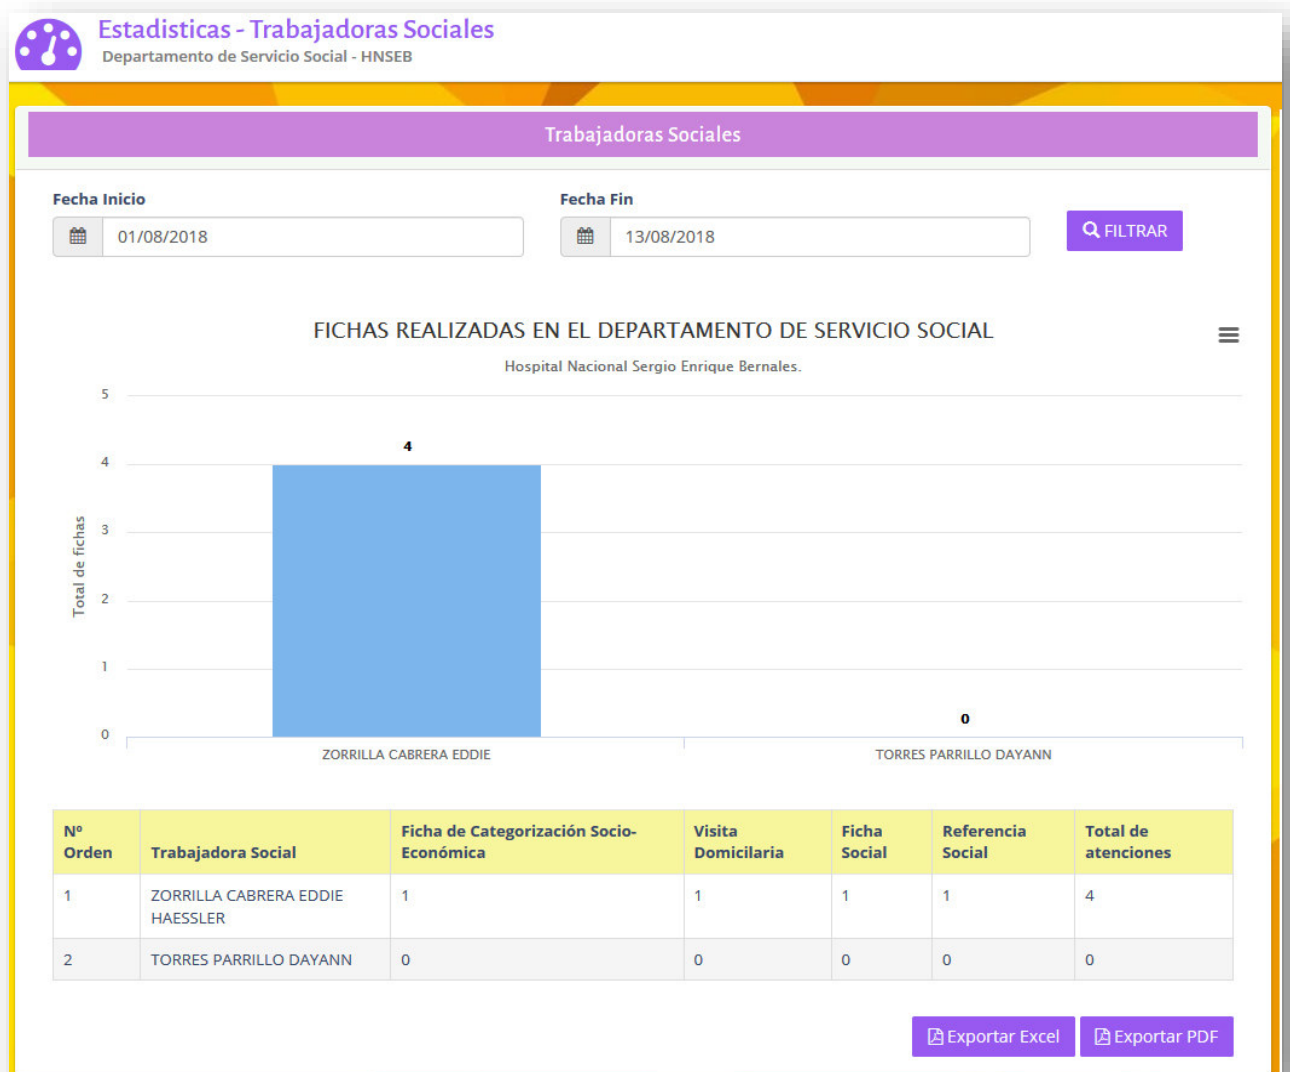 Estadisticas - Trabajadoras Sociales
Departamento de Servicio Social - HNSEB
Trabajadoras Sociales
Fecha Inicio
Fecha Fin
01/08/2018
13/08/2018
FILTRAR
FICHAS REALIZADAS EN EL DEPARTAMENTO DE SERVICIO SOCIAL
Hospital Nacional Sergio Enrique Bernales.
Total de fichas
5
4
3
2
1
0
4
0
ZORRILLA CABRERA EDDIE
TORRES PARRILLO DAYANN
Nº
Orden
Trabajadora Social
Ficha de Categorización Socio-
Económica
Visita
Domicilaria
Ficha
Social
Referencia
Social
Total de
atenciones
1
ZORRILLA CABRERA EDDIE
HAESSLER
1
1
1
1
4
2
TORRES PARRILLO DAYANN
0
0
0
0
0
Exportar Excel
Exportar PDF